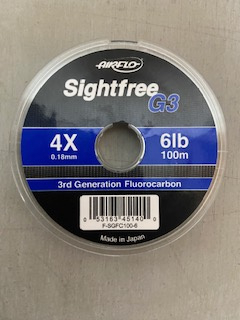 AIRFLO
Sightfree
G3
4X 6lb
0.18mm 100m
3rd Generation Fluorocarbon
0 53163 45140 0
F-SGFC100-6
Made in Japan